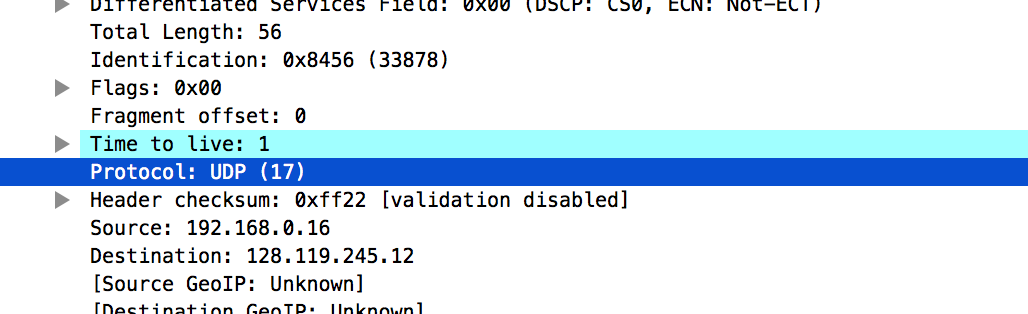 Differentiated Services Field: 0x00 (DSCP: CS0, ECN: Not-ECT)
Total Length: 56
Identification: 0x8456 (33878)
Flags: 0x00
Fragment offset: 0
Time to live: 1
Protocol: UDP (17)
Header checksum: 0xff22 [validation disabled]
Source: 192.168.0.16
Destination: 128.119.245.12
[Source GeoIP: Unknown]
[Destination GeoIP: Unknown]